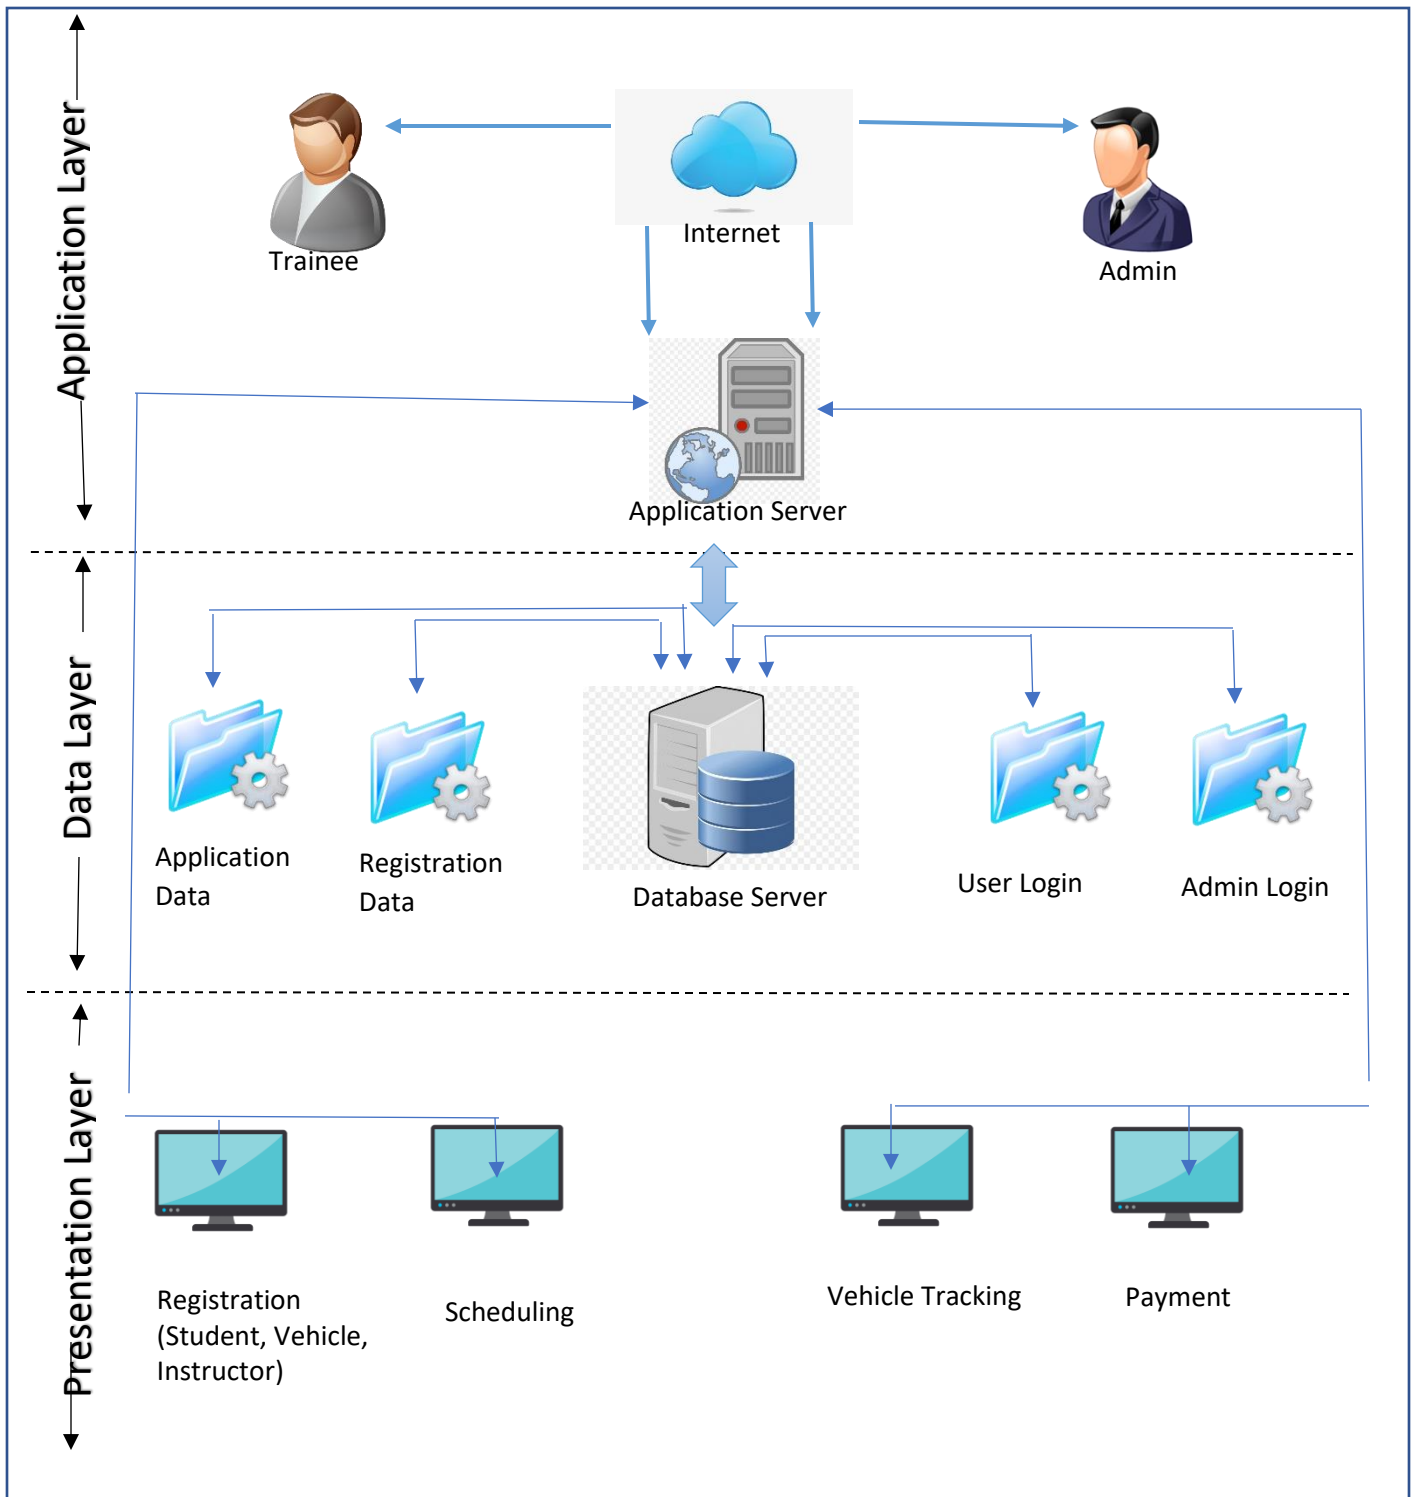 Application Layer
Internet
Trainee
Admin
Application Server
Data Layer
Application
Data
Registration
Data
Database Server
User Login
Admin Login
Presentation Layer
Registration
(Student, Vehicle,
Instructor)
Scheduling
Vehicle Tracking
Payment